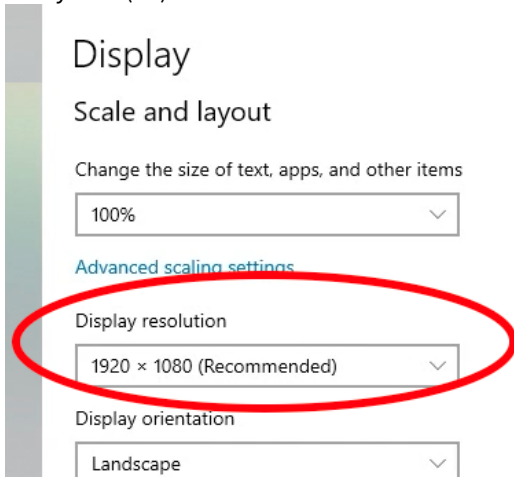 Display
Scale and layout
Change the size of text, apps, and other items
100%
Advanced scaling settings
Display resolution
1920 × 1080 (Recommended)
Display orientation
Landscape